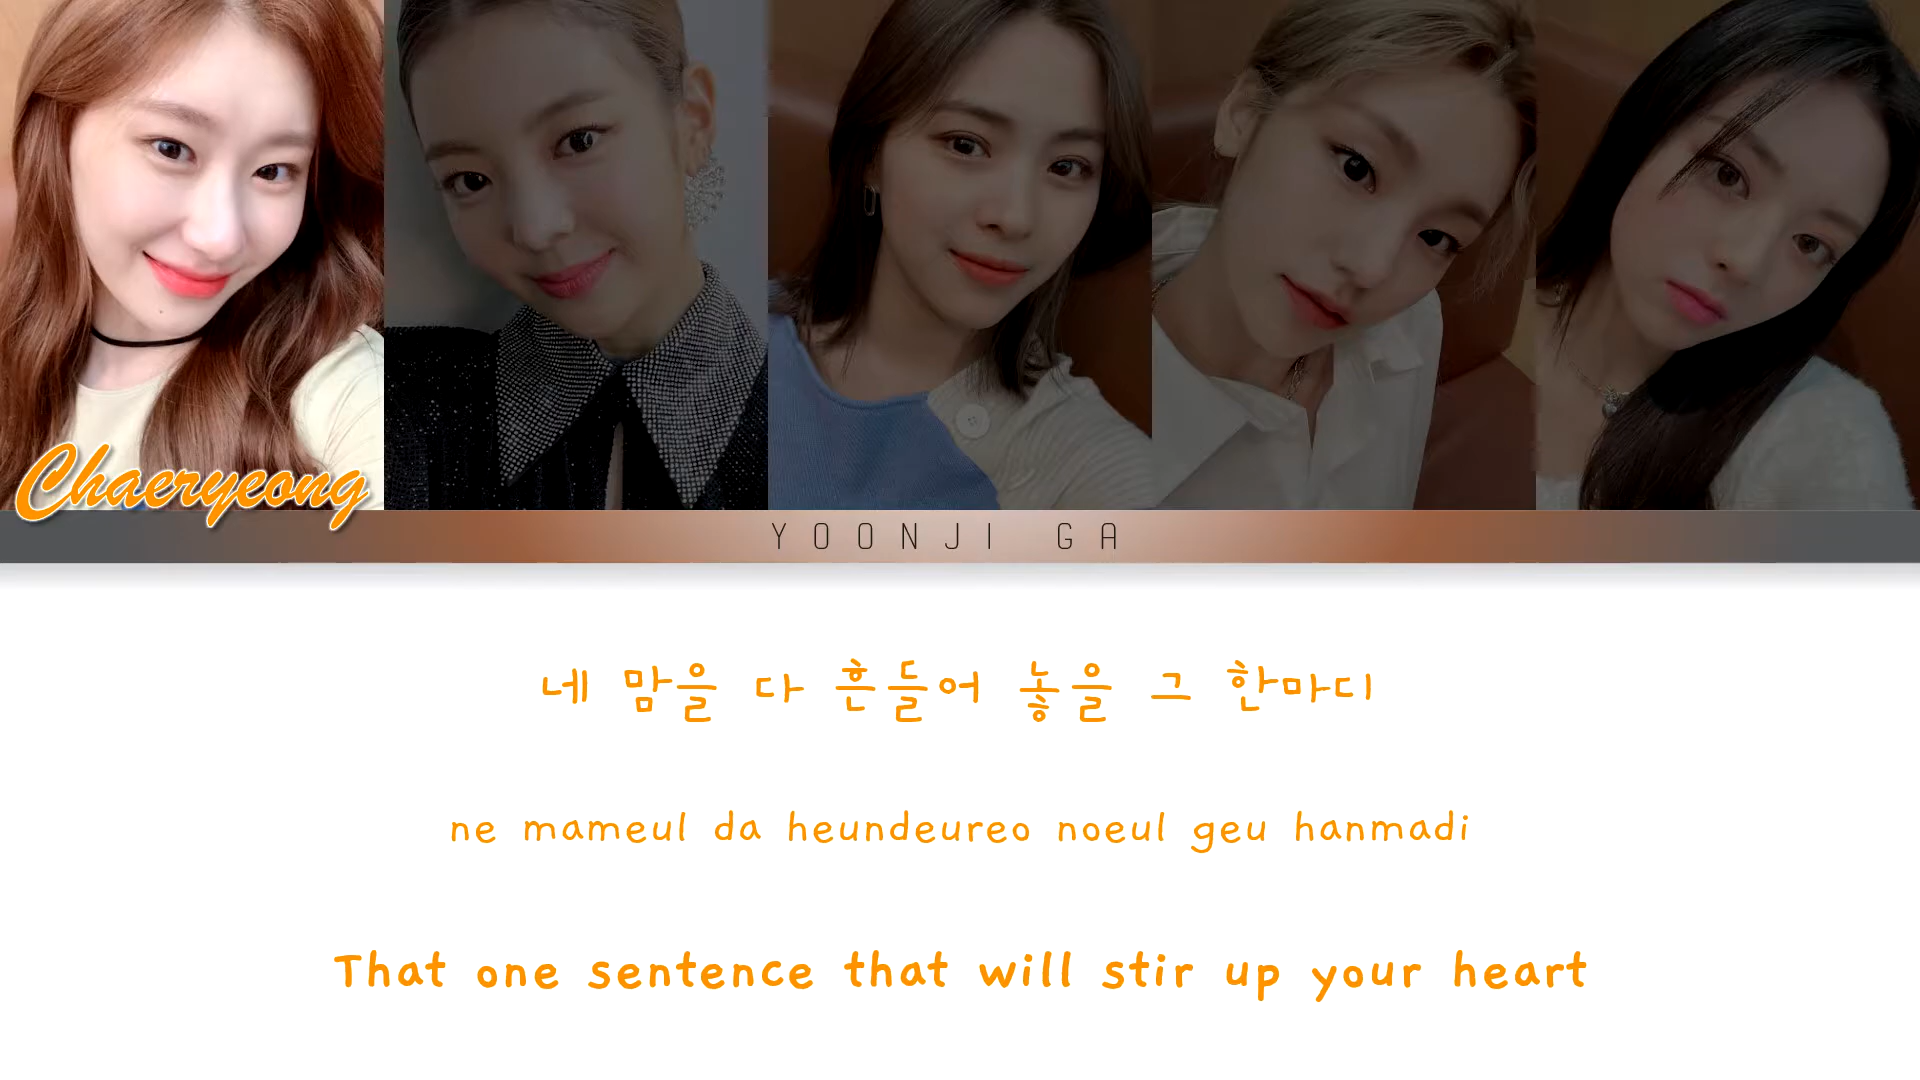 Chaeryeong
YOONJI GA
네 맘을 다 흔들어 놓을 그 한마디
ne mameul da heundeureo noeul geu hanmadi
That one sentence that will stir up your heart